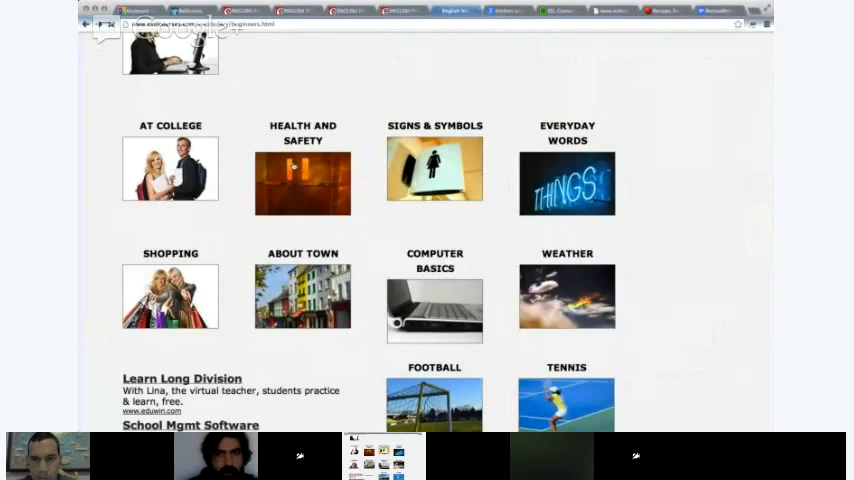 Google+
AT COLLEGE
HEALTH AND
SAFETY
SIGNS & SYMBOLS
EVERYDAY
WORDS
THINGS
SHOPPING
ABOUT TOWN
COMPUTER
BASICS
WEATHER
FOOTBALL
TENNIS
Learn Long Division
With Lina, the virtual teacher, students practice
& learn, free.
www.eduwin.com
School Mgmt Software